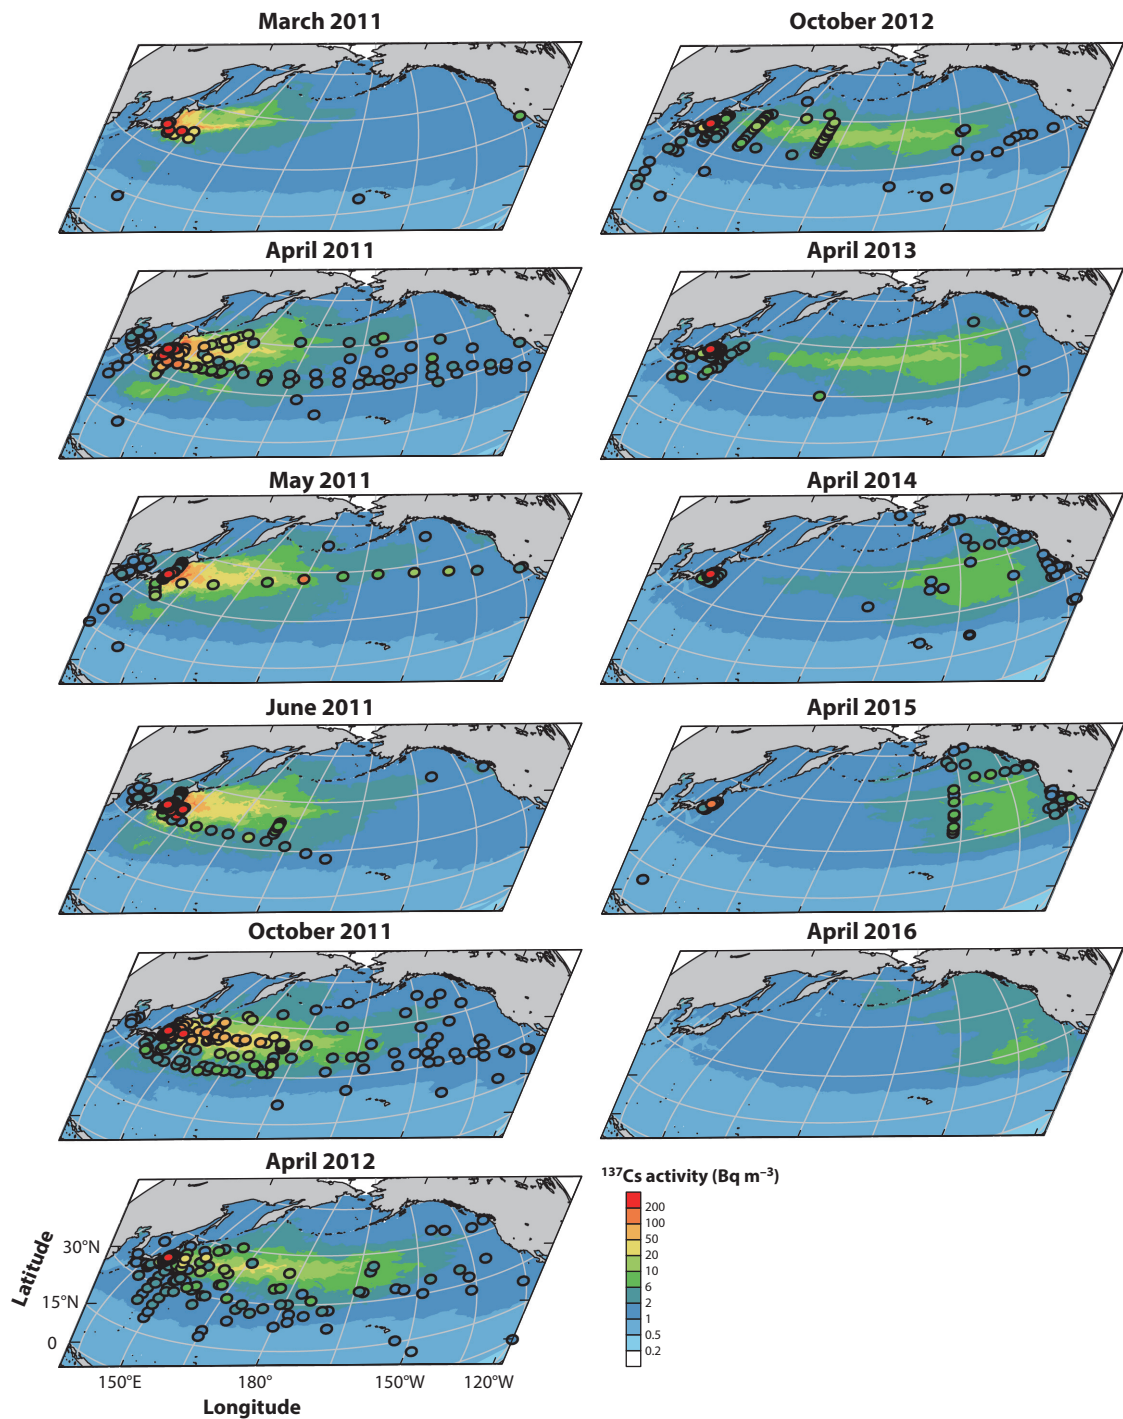 March 2011
October 2012
April 2011
April 2013
May 2011
April 2014
June 2011
April 2015
October 2011
April 2016
April 2012
¹³⁷Cs activity (Bq m⁻³)
200
100
50
20
10
6
2
1
0.5
0.2
Latitude
30°N
15°N
0
150°E
180°
150°W
120°W
Longitude